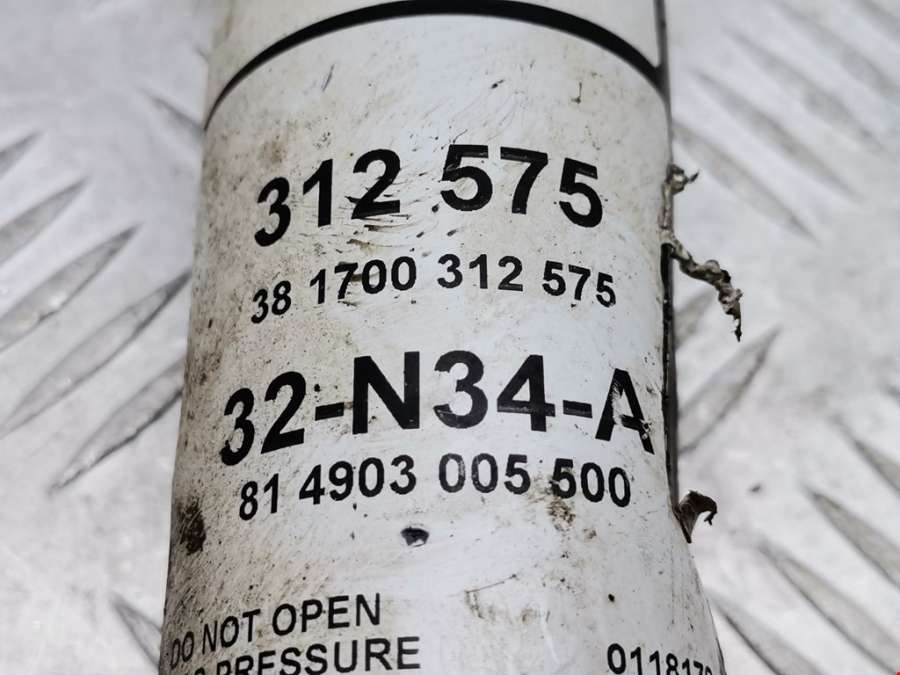 312 575
38 1700 312 575
32-N34-A
81 4903 005 500
DO NOT OPEN
PRESSURE